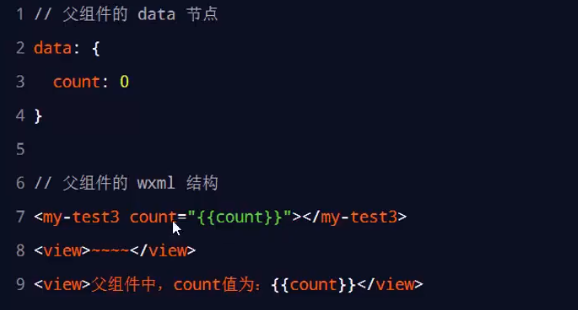 1 // 父组件的 data 节点
2 data: {
3   count: 0
4 }
5
6 // 父组件的 wxml 结构
7 <my-test3 count="{{count}}"></my-test3>
8 <view>~~~~</view>
9 <view>父组件中，count值为：{{count}}</view>